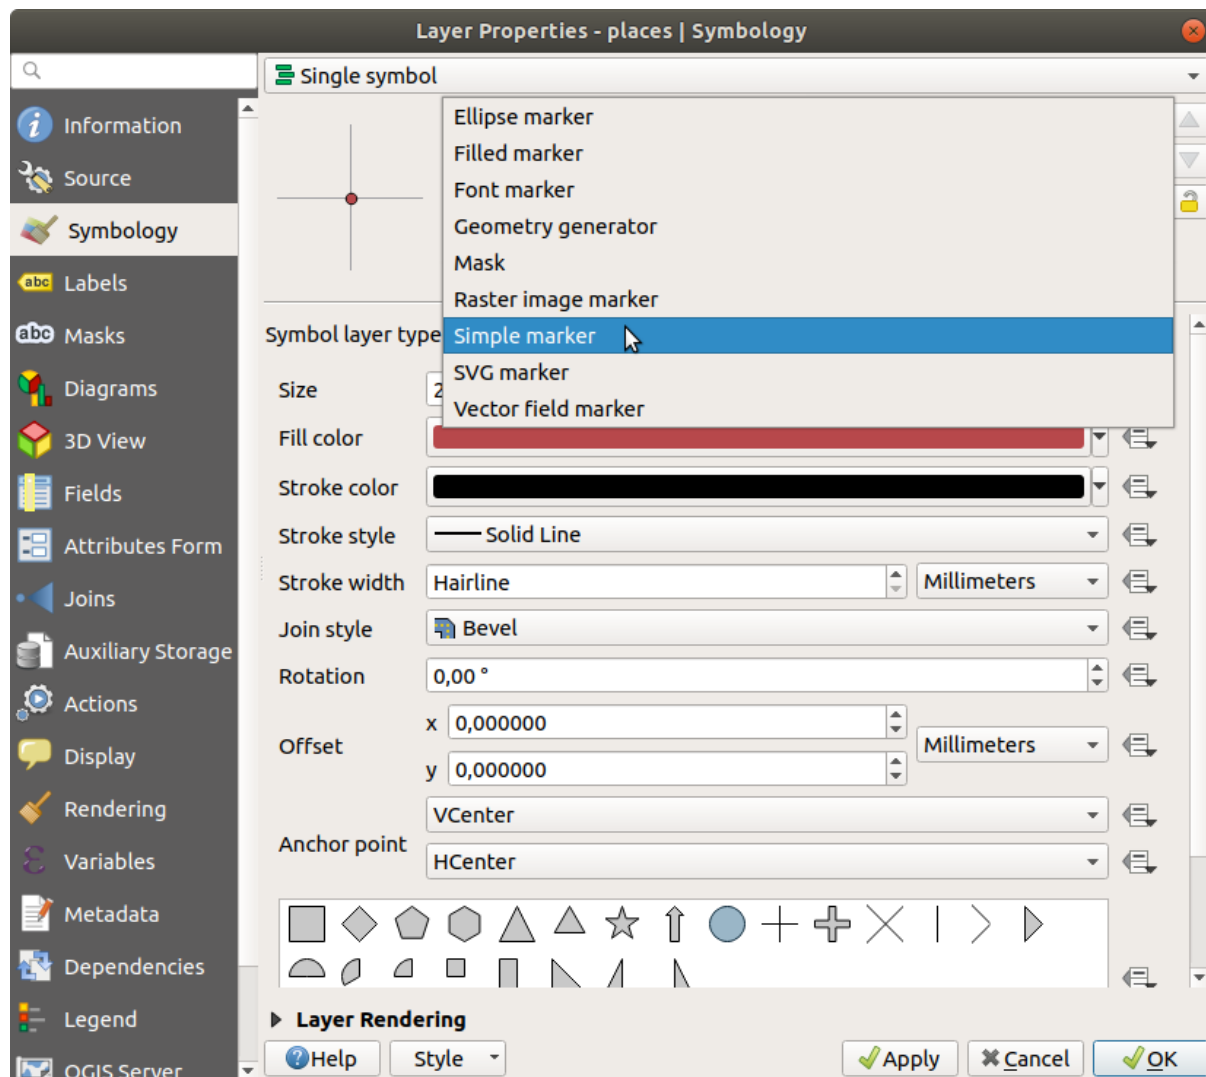 Layer Properties - places | Symbology
Single symbol
Information
Source
Symbology
abc Labels
abc Masks
Diagrams
3D View
Fields
Attributes Form
Joins
Auxiliary Storage
Actions
Display
Rendering
Variables
Metadata
Dependencies
Legend
QGIS Server
Ellipse marker
Filled marker
Font marker
Geometry generator
Mask
Raster image marker
Simple marker
SVG marker
Vector field marker
Symbol layer type
Size 2
Fill color
Stroke color
Stroke style Solid Line
Stroke width Hairline Millimeters
Join style Bevel
Rotation 0,00 °
Offset x 0,000000 Millimeters
y 0,000000
Anchor point VCenter
HCenter
Layer Rendering
Help Style Apply Cancel OK